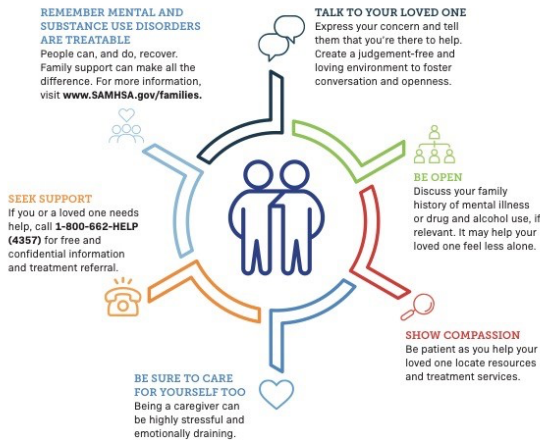 REMEMBER MENTAL AND
SUBSTANCE USE DISORDERS
ARE TREATABLE
People can, and do, recover.
Family support can make all the
difference. For more information,
visit www.SAMHSA.gov/families.
TALK TO YOUR LOVED ONE
Express your concern and tell
them that you're there to help.
Create a judgement-free and
loving environment to foster
conversation and openness.
BE OPEN
Discuss your family
history of mental illness
or drug and alcohol use, if
relevant. It may help your
loved one feel less alone.
SHOW COMPASSION
Be patient as you help your
loved one locate resources
and treatment services.
BE SURE TO CARE
FOR YOURSELF TOO
Being a caregiver can
be highly stressful and
emotionally draining.
SEEK SUPPORT
If you or a loved one needs
help, call 1-800-662-HELP
(4357) for free and
confidential information
and treatment referral.